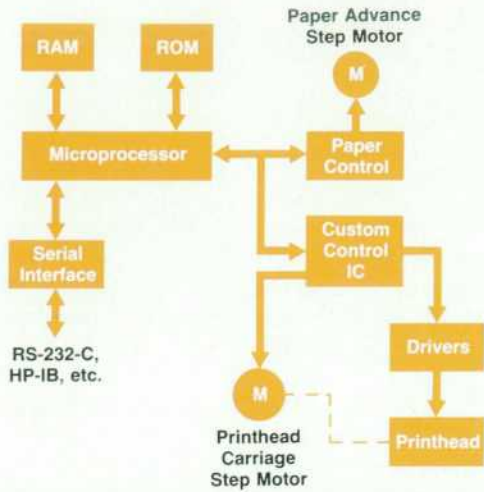 Paper Advance
Step Motor
RAM
ROM
M
Microprocessor
Paper
Control
Serial
Interface
Custom
Control
IC
RS-232-C,
HP-IB, etc.
Drivers
M
Printhead
Carriage
Step Motor
Printhead